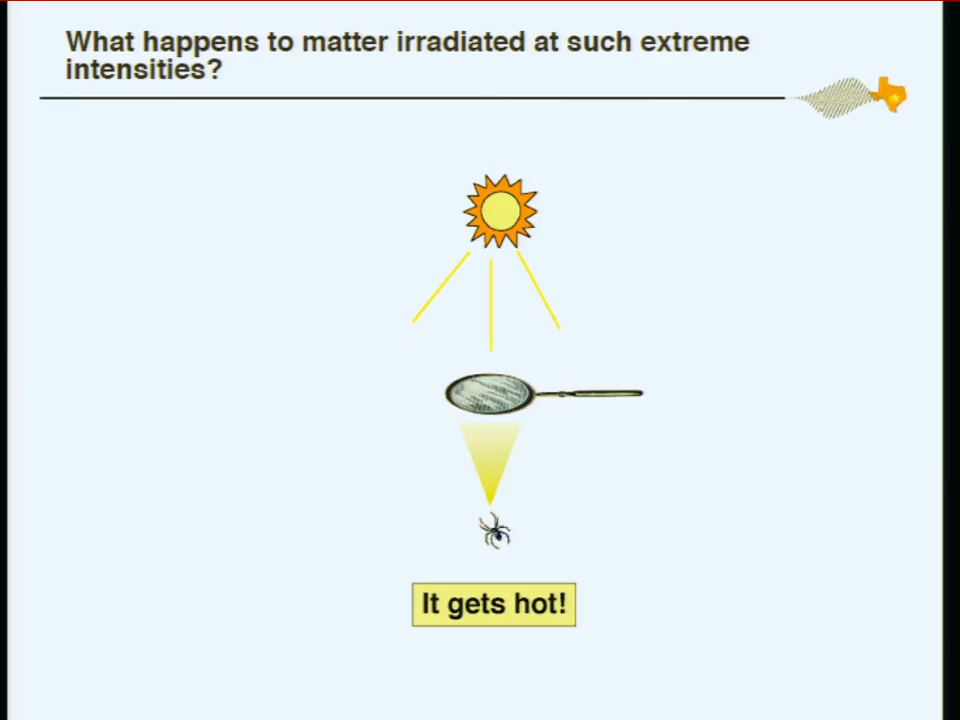 What happens to matter irradiated at such extreme
intensities?
It gets hot!